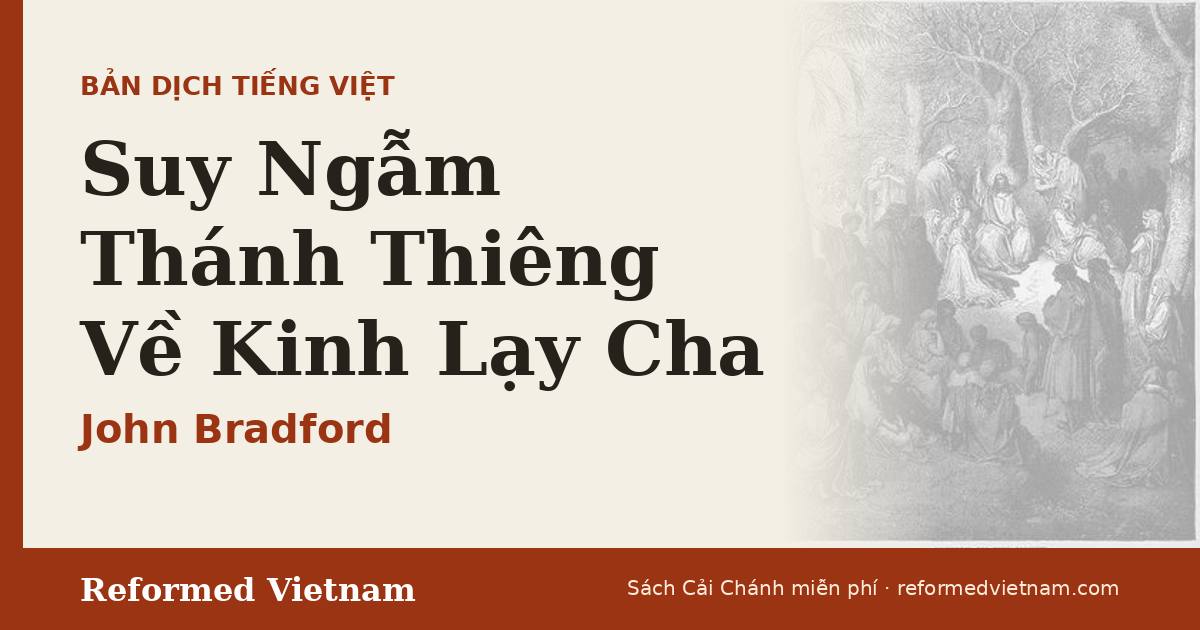 BẢN DỊCH TIẾNG VIỆT
Suy Ngẫm
Thánh Thiêng
Về Kinh Lạy Cha
John Bradford
Reformed Vietnam
Sách Cải Chánh miễn phí · reformedvietnam.com